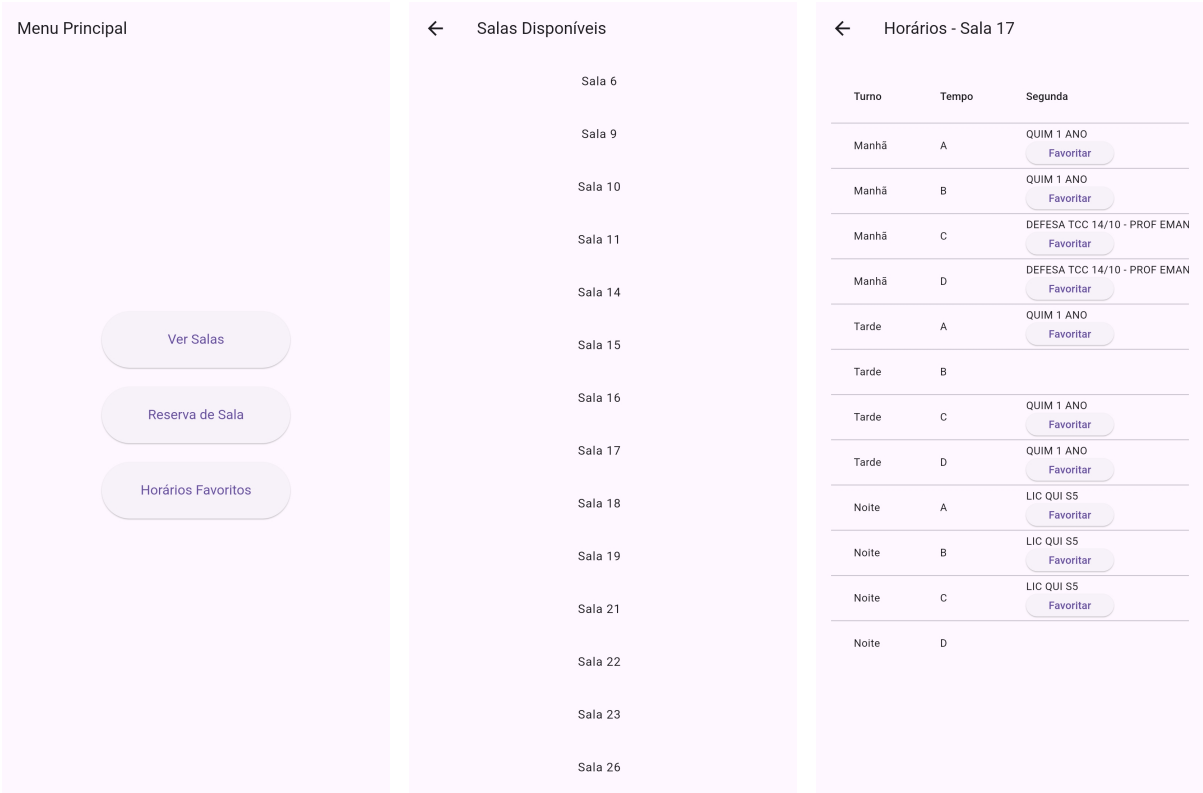 Menu Principal
Ver Salas
Reserva de Sala
Horários Favoritos
Salas Disponíveis
Sala 6
Sala 9
Sala 10
Sala 11
Sala 14
Sala 15
Sala 16
Sala 17
Sala 18
Sala 19
Sala 21
Sala 22
Sala 23
Sala 26
Horários - Sala 17
Turno Tempo Segunda
QUIM 1 ANO
Manhã A Favoritar
QUIM 1 ANO
Manhã B Favoritar
DEFESA TCC 14/10 - PROF EMAN
Manhã C Favoritar
DEFESA TCC 14/10 - PROF EMAN
Manhã D Favoritar
QUIM 1 ANO
Tarde A Favoritar
Tarde B
QUIM 1 ANO
Tarde C Favoritar
QUIM 1 ANO
Tarde D Favoritar
LIC QUI S5
Noite A Favoritar
LIC QUI S5
Noite B Favoritar
LIC QUI S5
Noite C Favoritar
Noite D